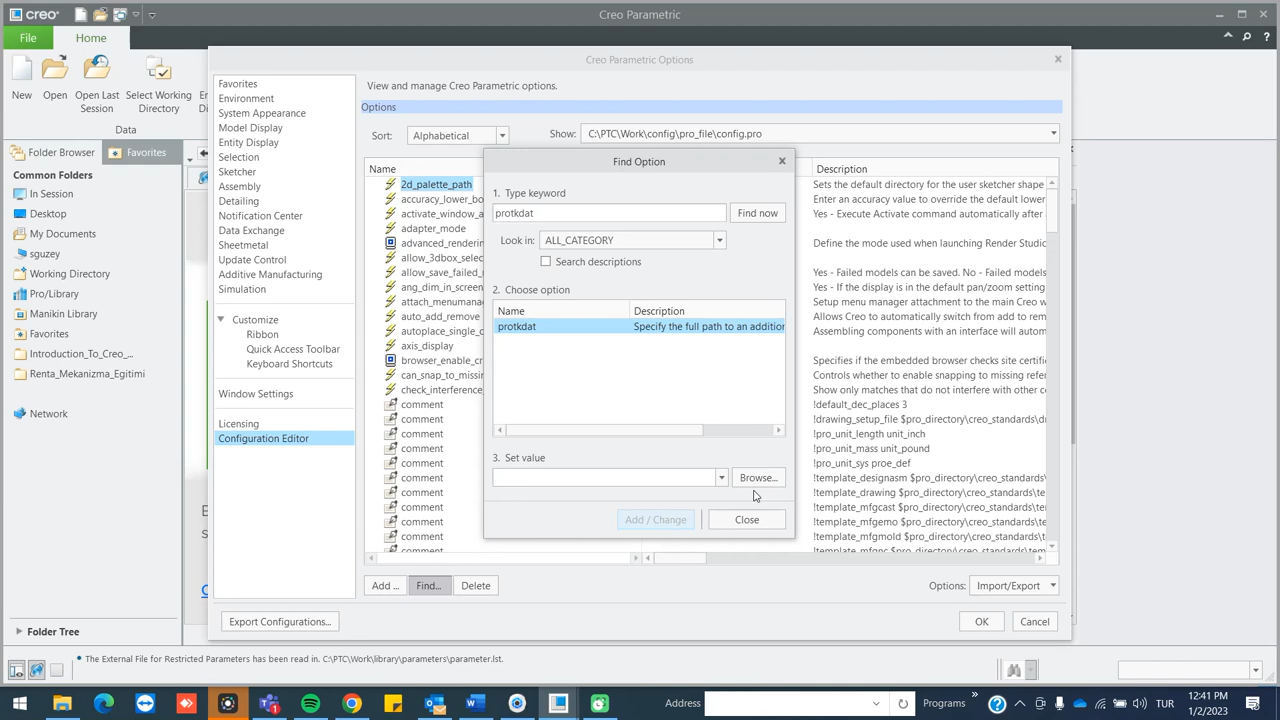 creo
Creo Parametric
File
Home
New
Open
Open Last
Session
Select Working
Directory
Data
Folder Browser
Favorites
Common Folders
In Session
Desktop
My Documents
sguzey
Working Directory
Pro/Library
Manikin Library
Favorites
Introduction_To_Creo_...
Renta_Mekanizma_Egitimi
Network
Folder Tree
Creo Parametric Options
Favorites
Environment
System Appearance
Model Display
Entity Display
Selection
Sketcher
Assembly
Detailing
Notification Center
Data Exchange
Sheetmetal
Update Control
Additive Manufacturing
Simulation
Customize
Ribbon
Quick Access Toolbar
Keyboard Shortcuts
Window Settings
Licensing
Configuration Editor
Export Configurations...
View and manage Creo Parametric options.
Options
Sort:
Alphabetical
Show:
C:\PTC\Work\config\pro_file\config.pro
Name
Description
2d_palette_path
accuracy_lower_bo
activate_window_a
adapter_mode
advanced_renderin
allow_3dbox_selec
allow_save_failed_r
ang_dim_in_screen
attach_menumana
auto_add_remove
autoplace_single_c
axis_display
browser_enable_cr
can_snap_to_missi
check_interference_
comment
comment
comment
comment
comment
comment
comment
comment
comment
comment
comment
Sets the default directory for the user sketcher shape
Enter an accuracy value to override the default lower
Yes - Execute Activate command automatically after
Define the mode used when launching Render Studio
Yes - Failed models can be saved. No - Failed models
Yes - If the display is in the default pan/zoom setting
Setup menu manager attachment to the main Creo w
Allows Creo to automatically switch from add to remo
Assembling components with an interface will autom
Specifies if the embedded browser checks site certific
Controls whether to enable snapping to missing refer
Show only matches that do not interfere with other c
!default_dec_places 3
!drawing_setup_file $pro_directory\creo_standards\dr
!pro_unit_length unit_inch
!pro_unit_mass unit_pound
!pro_unit_sys proe_def
!template_designasm $pro_directory\creo_standards\te
!template_drawing $pro_directory\creo_standards\tem
!template_mfgcast $pro_directory\creo_standards\tem
!template_mfgemo $pro_directory\creo_standards\tem
!template_mfgmold $pro_directory\creo_standards\tem
!template_mfgnc $pro_directory\creo_standards\tem
Find Option
1. Type keyword
protkdat
Find now
Look in:
ALL_CATEGORY
Search descriptions
2. Choose option
Name
Description
protkdat
Specify the full path to an addition
3. Set value
Browse...
Add / Change
Close
Add ...
Find...
Delete
Options:
Import/Export
OK
Cancel
The External File for Restricted Parameters has been read in. C:\PTC\Work\library\parameters\parameter.lst.
Address
Programs
TUR
12:41 PM
1/2/2023